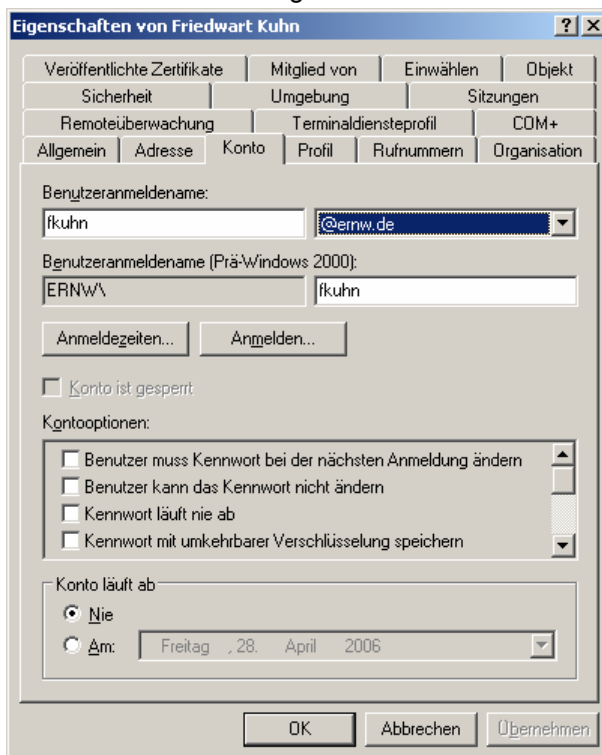 Eigenschaften von Friedwart Kuhn
Veröffentlichte Zertifikate Mitglied von Einwählen Objekt
Sicherheit Umgebung Sitzungen
Remoteüberwachung Terminaldiensteprofil COM+
Allgemein Adresse Konto Profil Rufnummern Organisation
Benutzeranmeldename:
fkuhn @ernw.de
Benutzeranmeldename (Prä-Windows 2000):
ERNW\ fkuhn
Anmeldezeiten... Anmelden...
Konto ist gesperrt
Kontooptionen:
Benutzer muss Kennwort bei der nächsten Anmeldung ändern
Benutzer kann das Kennwort nicht ändern
Kennwort läuft nie ab
Kennwort mit umkehrbarer Verschlüsselung speichern
Konto läuft ab
Nie
Am: Freitag , 28. April 2006
OK Abbrechen Übernehmen